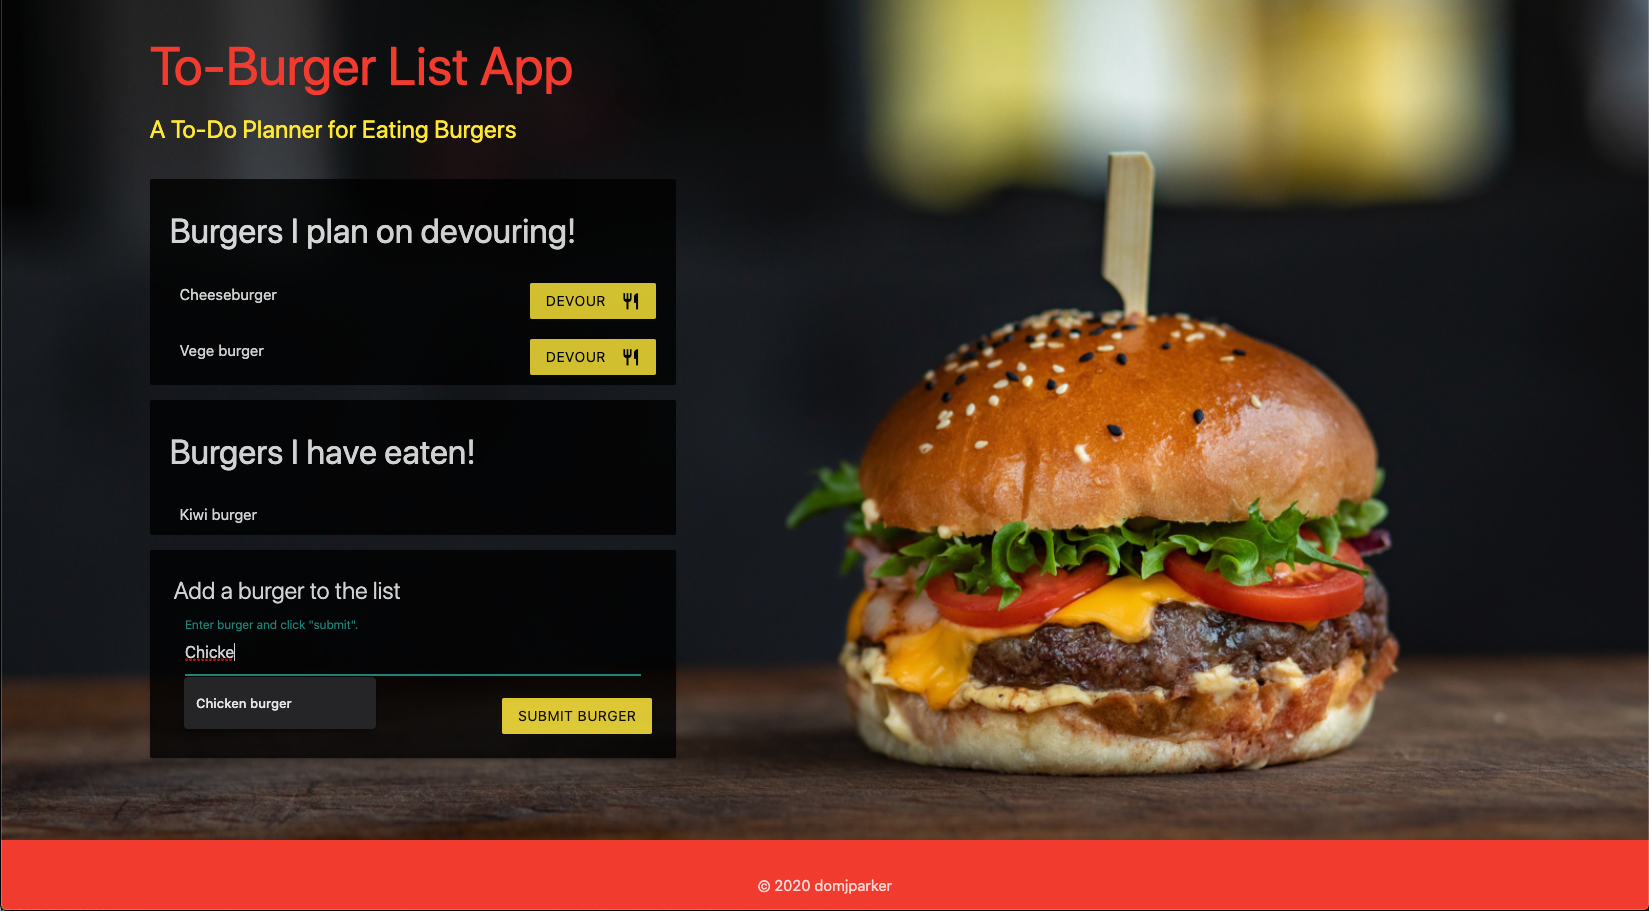 To-Burger List App
A To-Do Planner for Eating Burgers
Burgers I plan on devouring!
Cheeseburger
DEVOUR
Vege burger
DEVOUR
Burgers I have eaten!
Kiwi burger
Add a burger to the list
Enter burger and click "submit".
Chicke
Chicken burger
SUBMIT BURGER
© 2020 domjparker